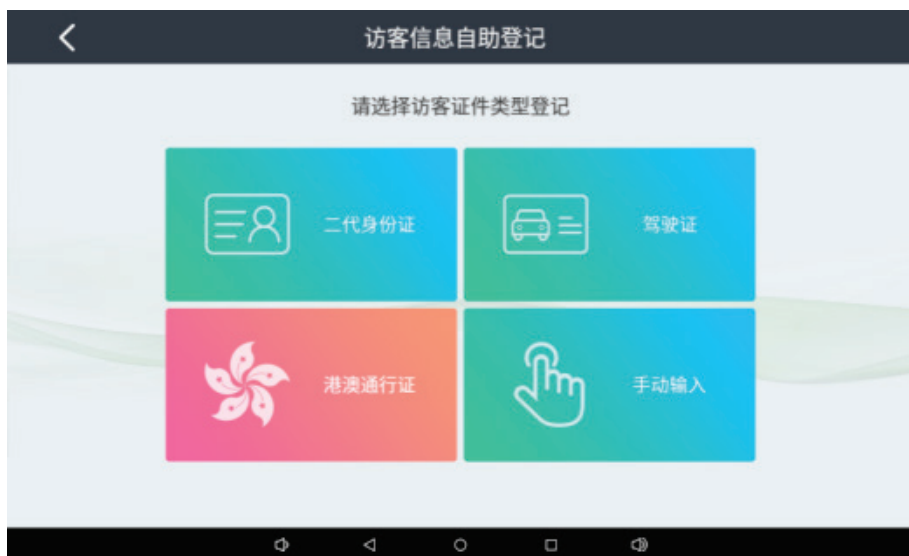 访客信息自助登记
请选择访客证件类型登记
二代身份证
驾驶证
港澳通行证
手动输入